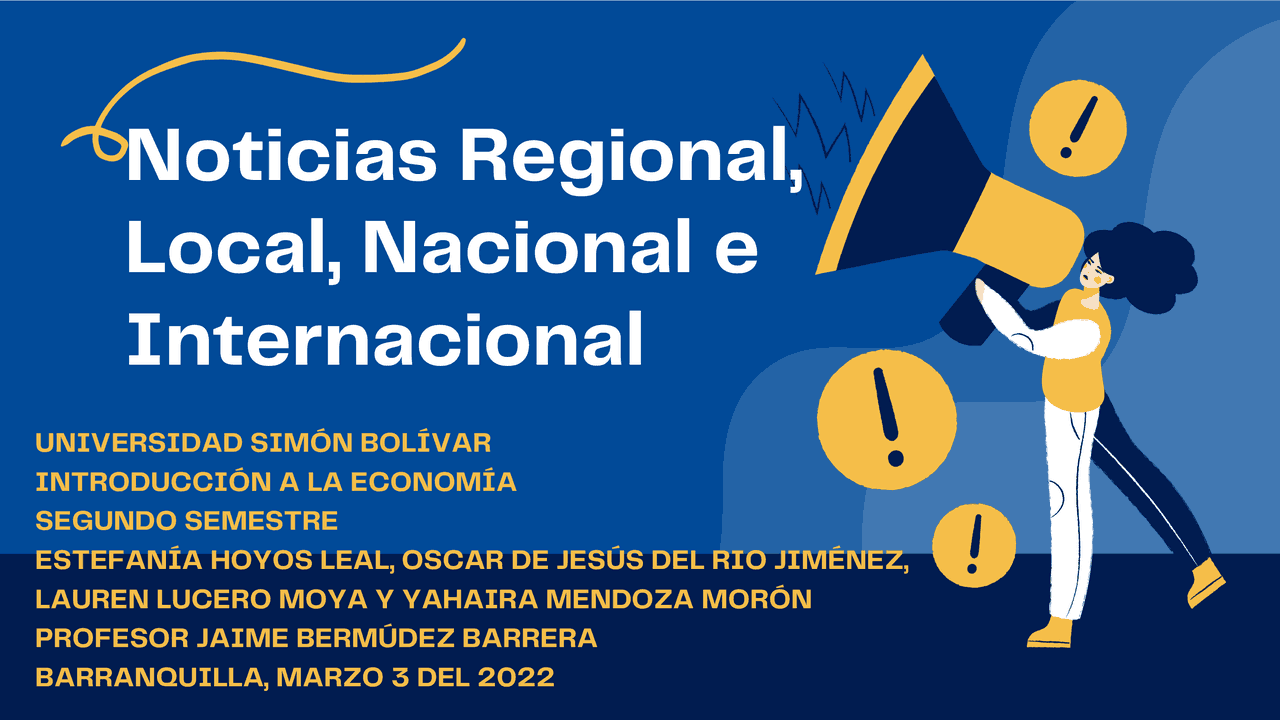 Noticias Regional,
Local, Nacional e
Internacional
UNIVERSIDAD SIMÓN BOLÍVAR
INTRODUCCIÓN A LA ECONOMÍA
SEGUNDO SEMESTRE
ESTEFANÍA HOYOS LEAL, OSCAR DE JESÚS DEL RIO JIMÉNEZ,
LAUREN LUCERO MOYA Y YAHAIRA MENDOZA MORÓN
PROFESOR JAIME BERMÚDEZ BARRERA
BARRANQUILLA, MARZO 3 DEL 2022